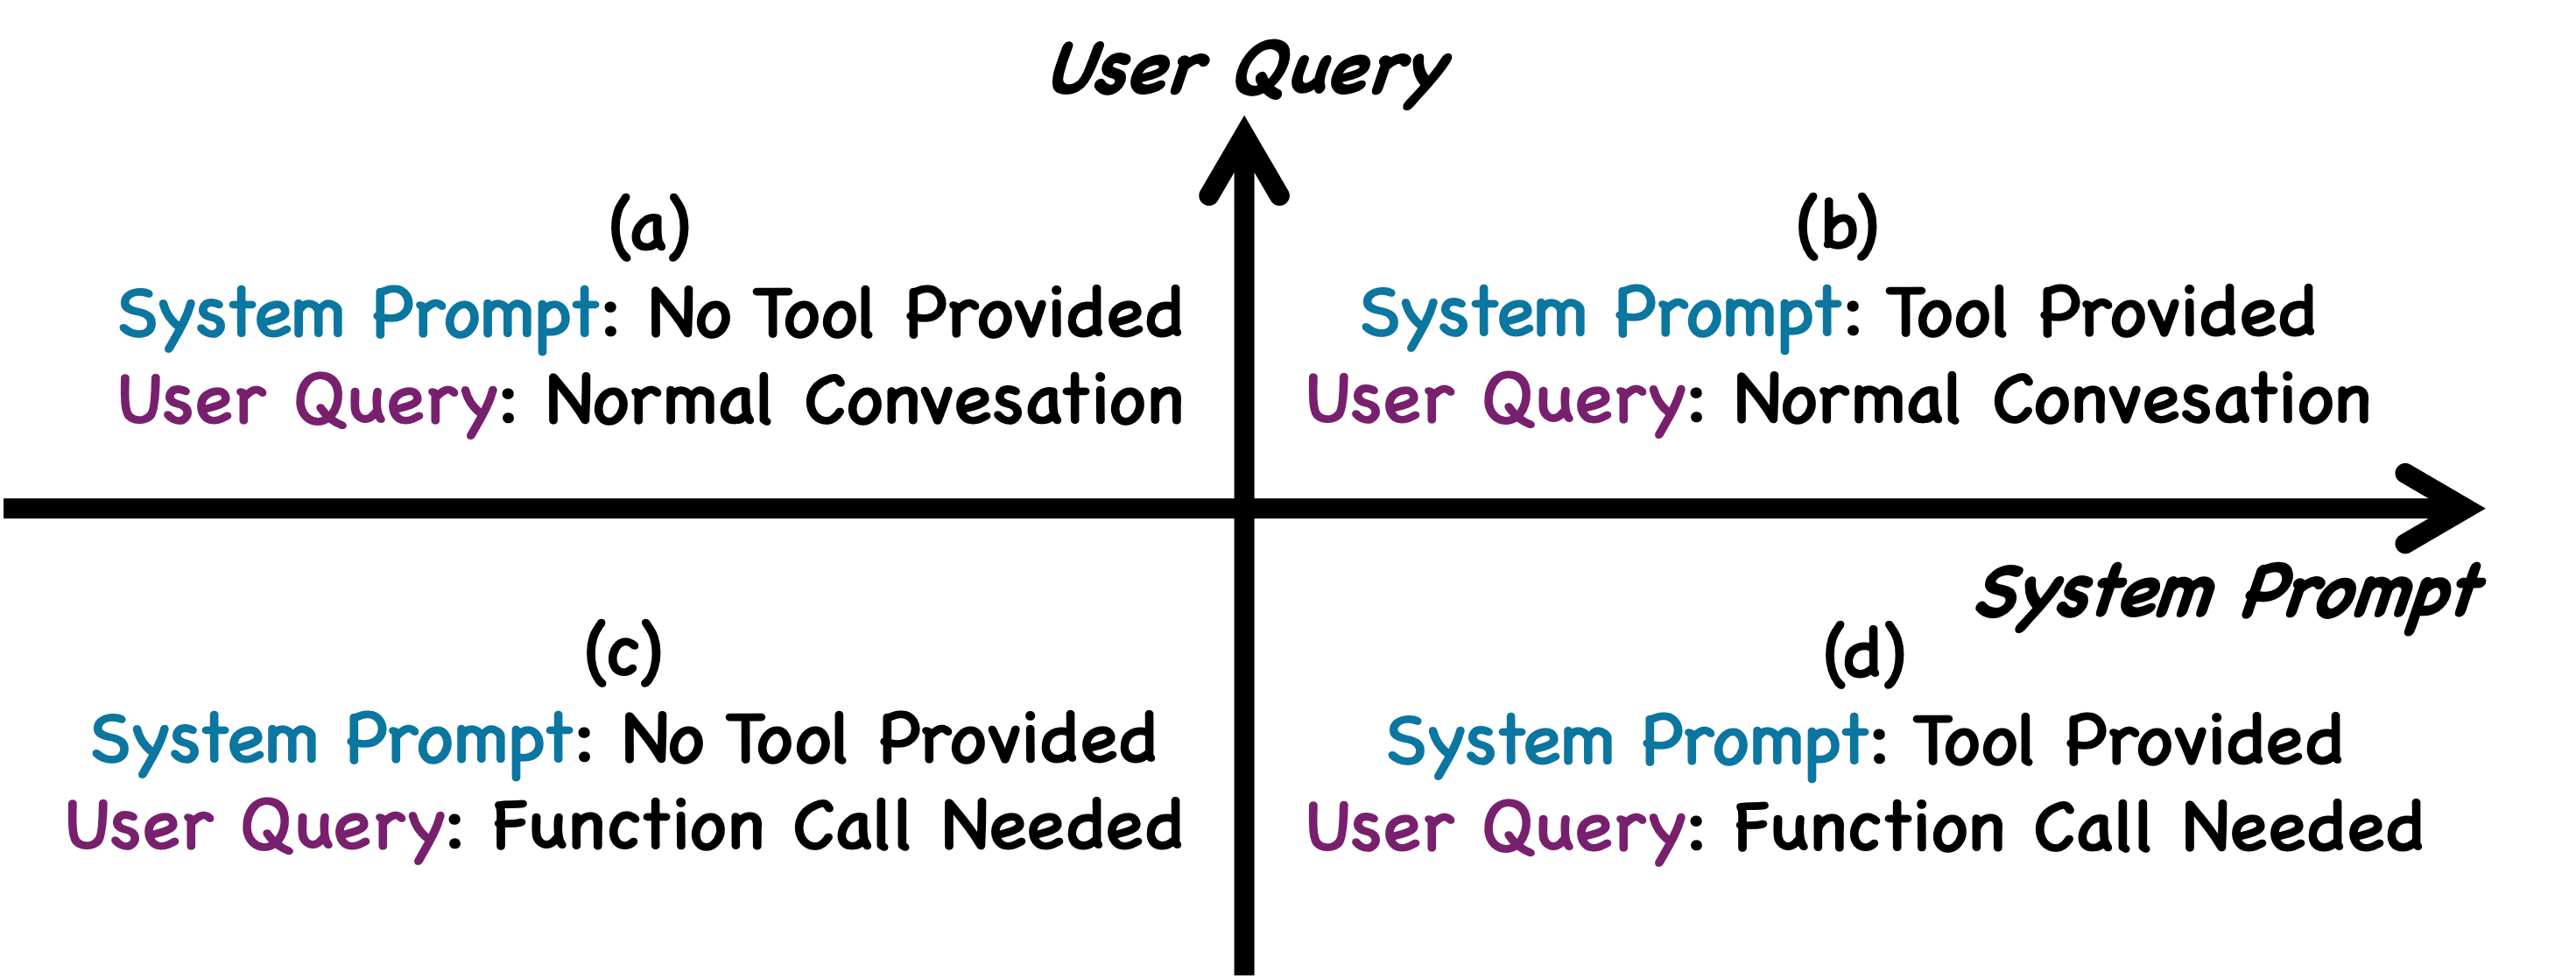 User Query
(a)
System Prompt: No Tool Provided
User Query: Normal Convesation
(b)
System Prompt: Tool Provided
User Query: Normal Convesation
System Prompt
(c)
System Prompt: No Tool Provided
User Query: Function Call Needed
(d)
System Prompt: Tool Provided
User Query: Function Call Needed